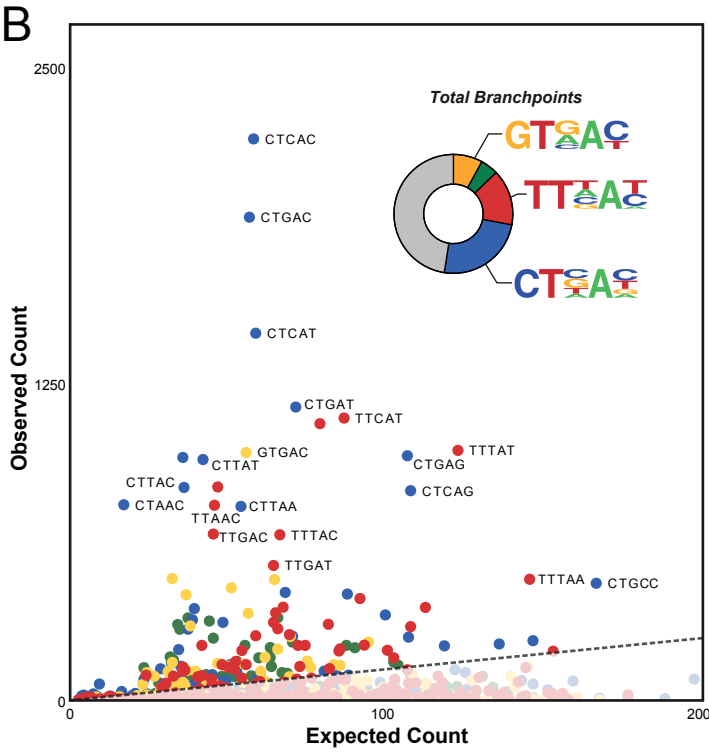 B
2500
Total Branchpoints
GTGAC
A T
C
TTTAT
A C
C
G
CTCAC
G T
T G
A A
CTCAC
CTGAC
CTCAT
Observed Count
1250
CTGAT
TTCAT
GTGAC
TTTAT
CTTAT
CTGAG
CTTAC
CTCAG
CTAAC
CTTAA
TTAAC
TTGAC
TTTAC
TTGAT
TTTAA
CTGCC
0
0
100
200
Expected Count